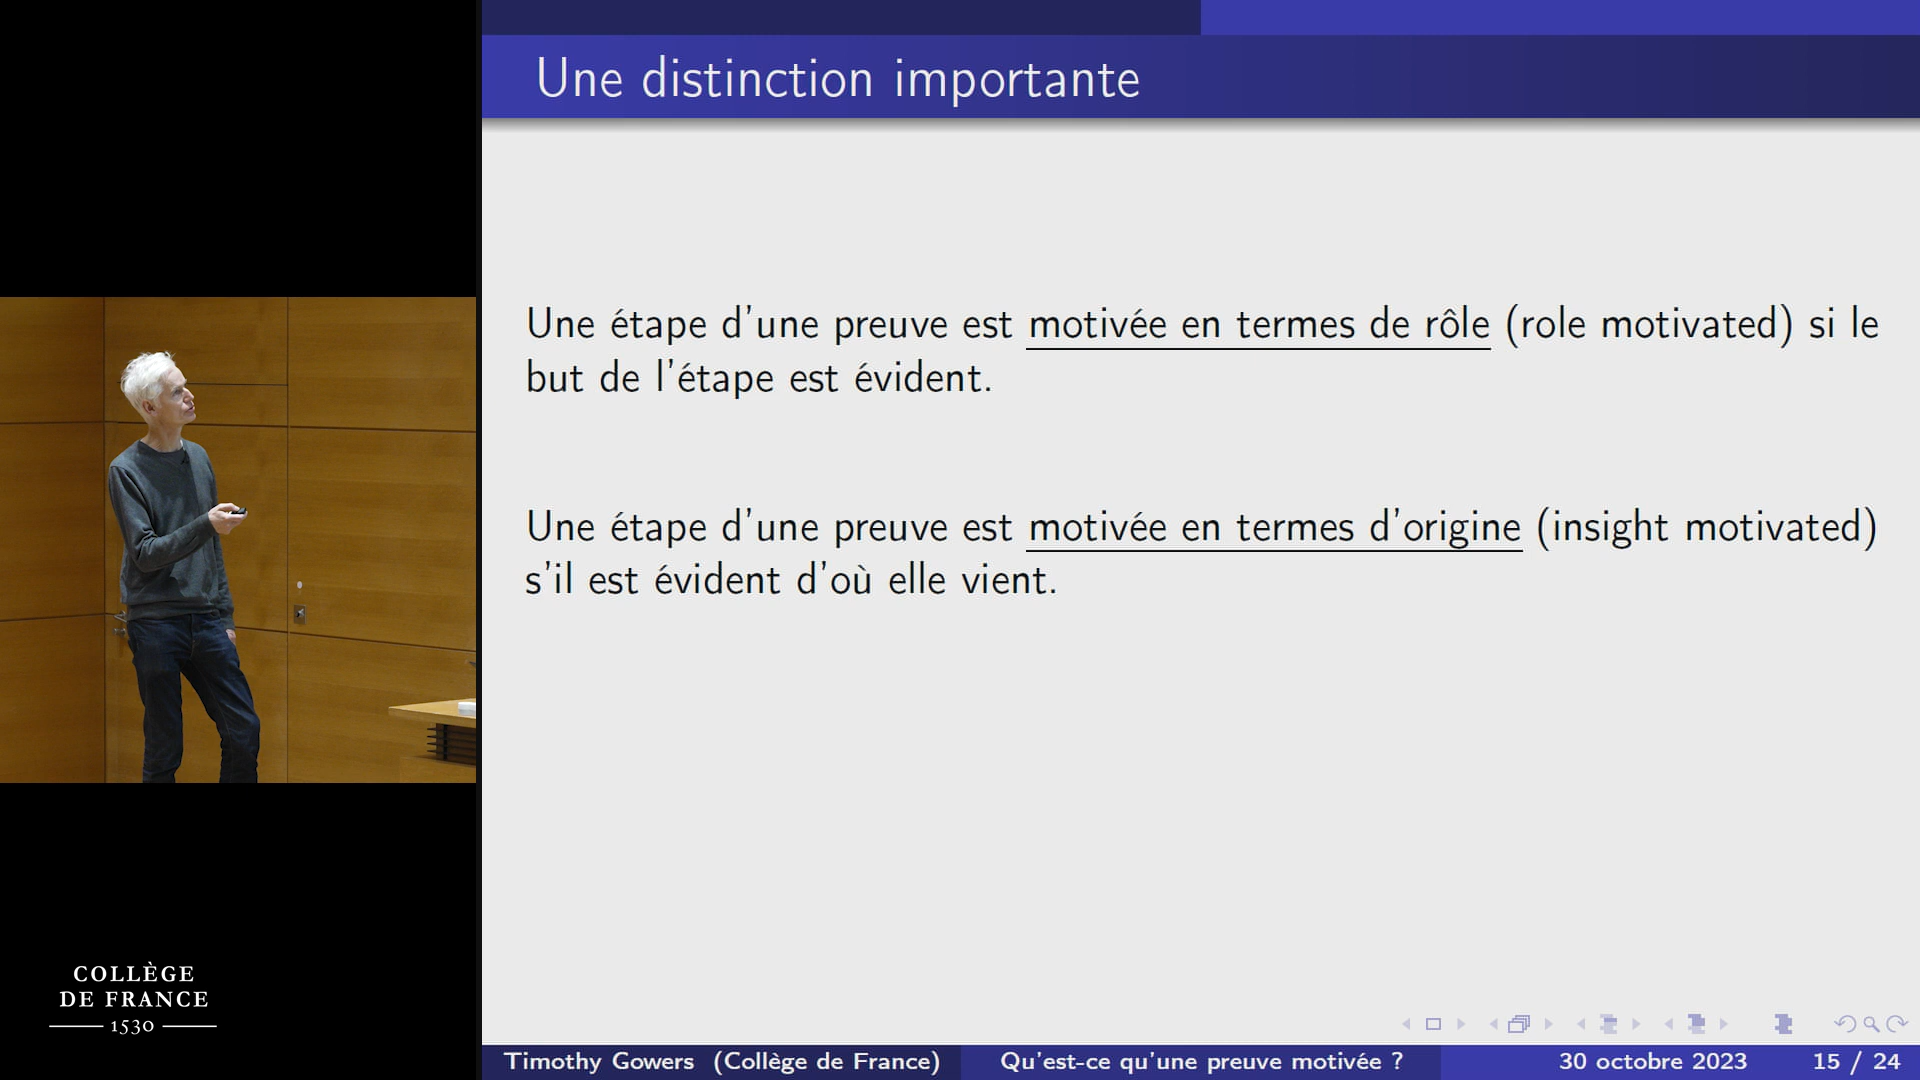 Une distinction importante
Une étape d'une preuve est motivée en termes de rôle (role motivated) si le
but de l'étape est évident.
Une étape d'une preuve est motivée en termes d'origine (insight motivated)
s'il est évident d'où elle vient.
COLLÈGE
DE FRANCE
1530
Timothy Gowers (Collège de France)
Qu'est-ce qu'une preuve motivée ?
30 octobre 2023
15 / 24